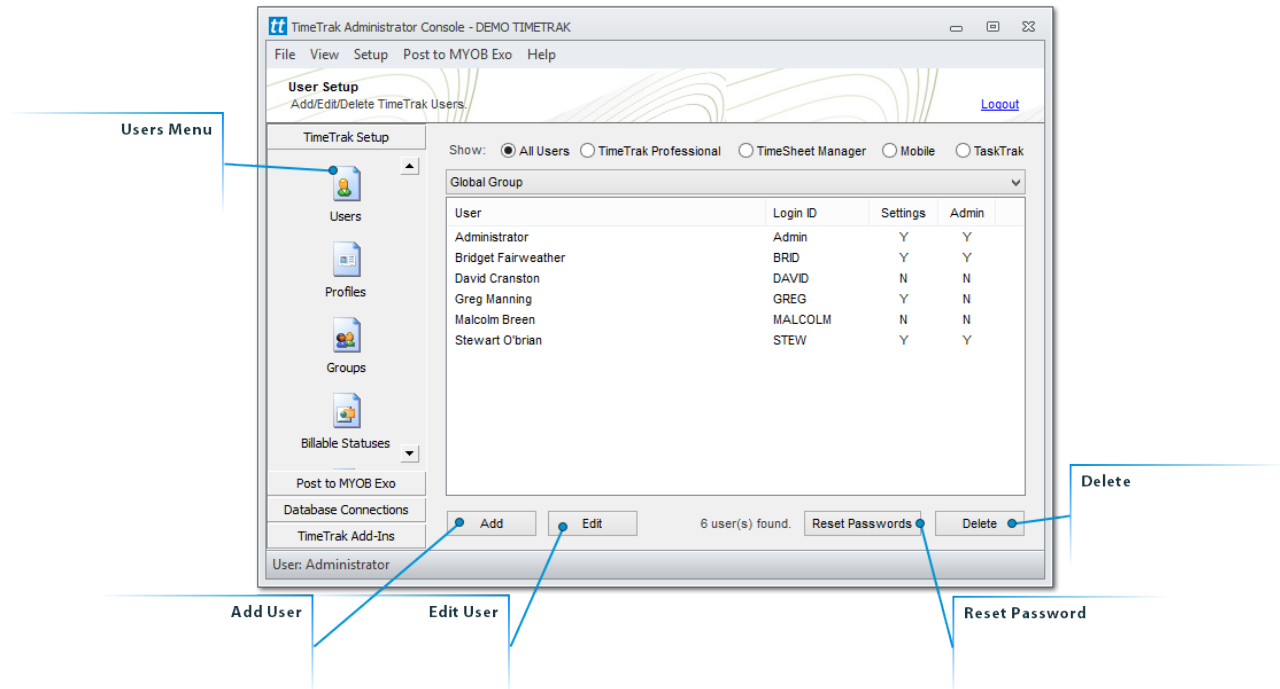 tt TimeTrak Administrator Console - DEMO TIMETRAK
File View Setup Post to MYOB Exo Help
User Setup
Add/Edit/Delete TimeTrak Users.
Logout
Users Menu
TimeTrak Setup
Users
Profiles
Groups
Billable Statuses
Post to MYOB Exo
Database Connections
TimeTrak Add-Ins
Show: All Users TimeTrak Professional TimeSheet Manager Mobile TaskTrak
Global Group
User Login ID Settings Admin
Administrator Admin Y Y
Bridget Fairweather BRID Y Y
David Cranston DAVID N N
Greg Manning GREG Y N
Malcolm Breen MALCOLM N N
Stewart O'brian STEW Y Y
Add Edit 6 user(s) found. Reset Passwords Delete
Delete
User: Administrator
Add User
Edit User
Reset Password